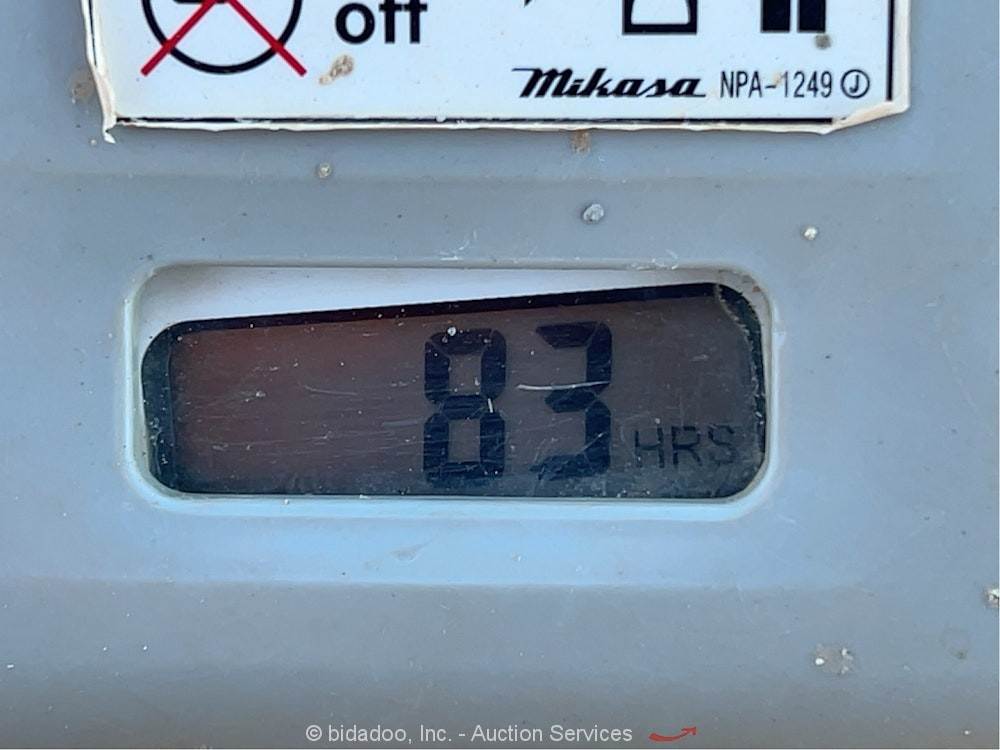 off
Mikasa NPA-1249 J
83 HRS
© bidadoo, Inc. - Auction Services